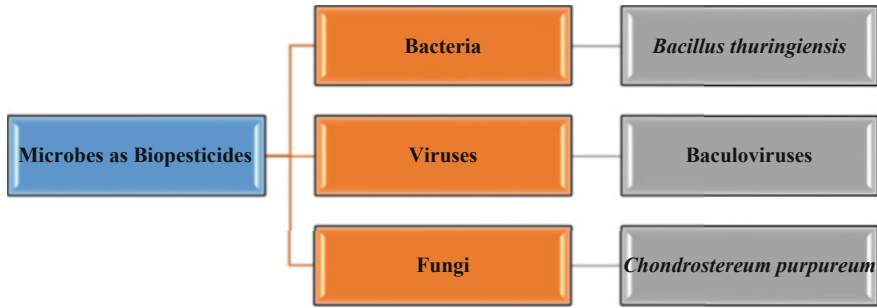 Bacteria
Bacillus thuringiensis
Microbes as Biopesticides
Viruses
Baculoviruses
Fungi
Chondrostereum purpureum